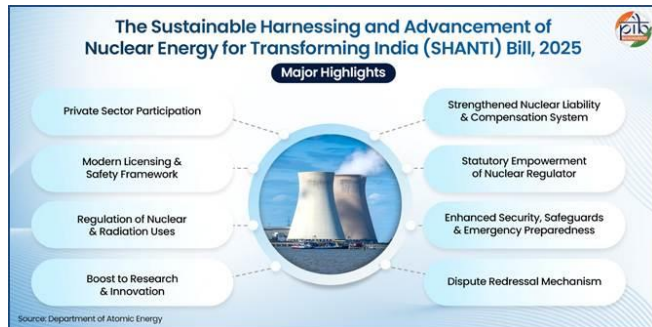 The Sustainable Harnessing and Advancement of
Nuclear Energy for Transforming India (SHANTI) Bill, 2025
Major Highlights
pib
Private Sector Participation
Modern Licensing &
Safety Framework
Regulation of Nuclear
& Radiation Uses
Boost to Research
& Innovation
Strengthened Nuclear Liability
& Compensation System
Statutory Empowerment
of Nuclear Regulator
Enhanced Security, Safeguards
& Emergency Preparedness
Dispute Redressal Mechanism
Source: Department of Atomic Energy